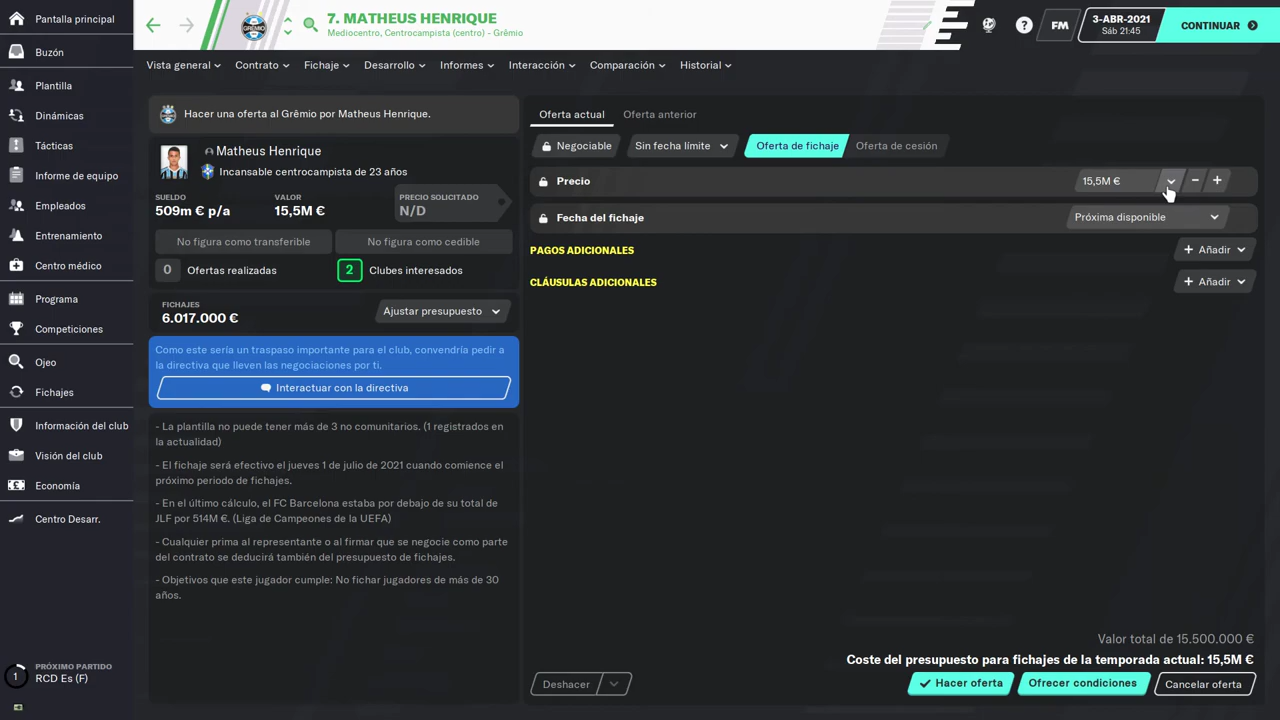 Pantalla principal
Buzón
Plantilla
Dinámicas
Tácticas
Informe de equipo
Empleados
Entrenamiento
Centro médico
Programa
Competiciones
Ojeo
Fichajes
Información del club
Visión del club
Economía
Centro Desarr.
1
PRÓXIMO PARTIDO
RCD Es (F)
GRÊMIO
7. MATHEUS HENRIQUE
Mediocentro, Centrocampista (centro) - Grêmio
?
FM
3-ABR-2021
Sáb 21:45
CONTINUAR
Vista general
Contrato
Fichaje
Desarrollo
Informes
Interacción
Comparación
Historial
Hacer una oferta al Grêmio por Matheus Henrique.
Matheus Henrique
Incansable centrocampista de 23 años
SUELDO
509m € p/a
VALOR
15,5M €
PRECIO SOLICITADO
N/D
No figura como transferible
No figura como cedible
0 Ofertas realizadas
2 Clubes interesados
FICHAJES
6.017.000 €
Ajustar presupuesto
Como este sería un traspaso importante para el club, convendría pedir a
la directiva que lleven las negociaciones por ti.
Interactuar con la directiva
- La plantilla no puede tener más de 3 no comunitarios. (1 registrados en
la actualidad)
- El fichaje será efectivo el jueves 1 de julio de 2021 cuando comience el
próximo periodo de fichajes.
- En el último cálculo, el FC Barcelona estaba por debajo de su total de
JLF por 514M €. (Liga de Campeones de la UEFA)
- Cualquier prima al representante o al firmar que se negocie como parte
del contrato se deducirá también del presupuesto de fichajes.
- Objetivos que este jugador cumple: No fichar jugadores de más de 30
años.
Oferta actual
Oferta anterior
Negociable
Sin fecha límite
Oferta de fichaje
Oferta de cesión
Precio
15,5M €
Fecha del fichaje
Próxima disponible
PAGOS ADICIONALES
+ Añadir
CLÁUSULAS ADICIONALES
+ Añadir
Valor total de 15.500.000 €
Coste del presupuesto para fichajes de la temporada actual: 15,5M €
Deshacer
Hacer oferta
Ofrecer condiciones
Cancelar oferta